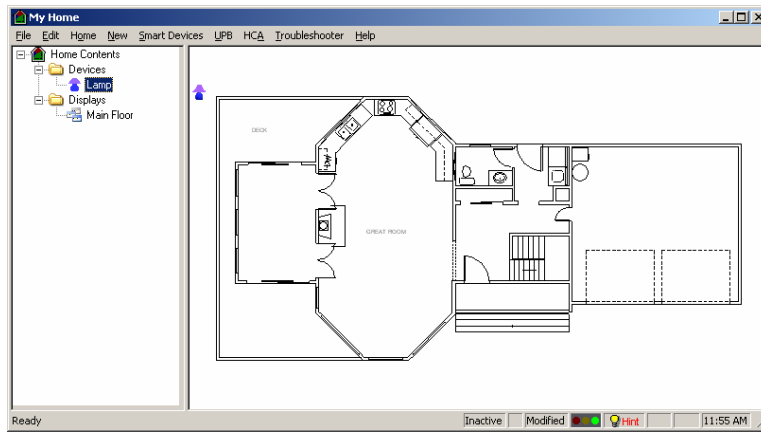 My Home
File Edit Home New Smart Devices UPB HCA Troubleshooter Help
Home Contents
Devices
Lamp
Displays
Main Floor
DECK
GREAT ROOM
Ready Inactive Modified Hint 11:55 AM